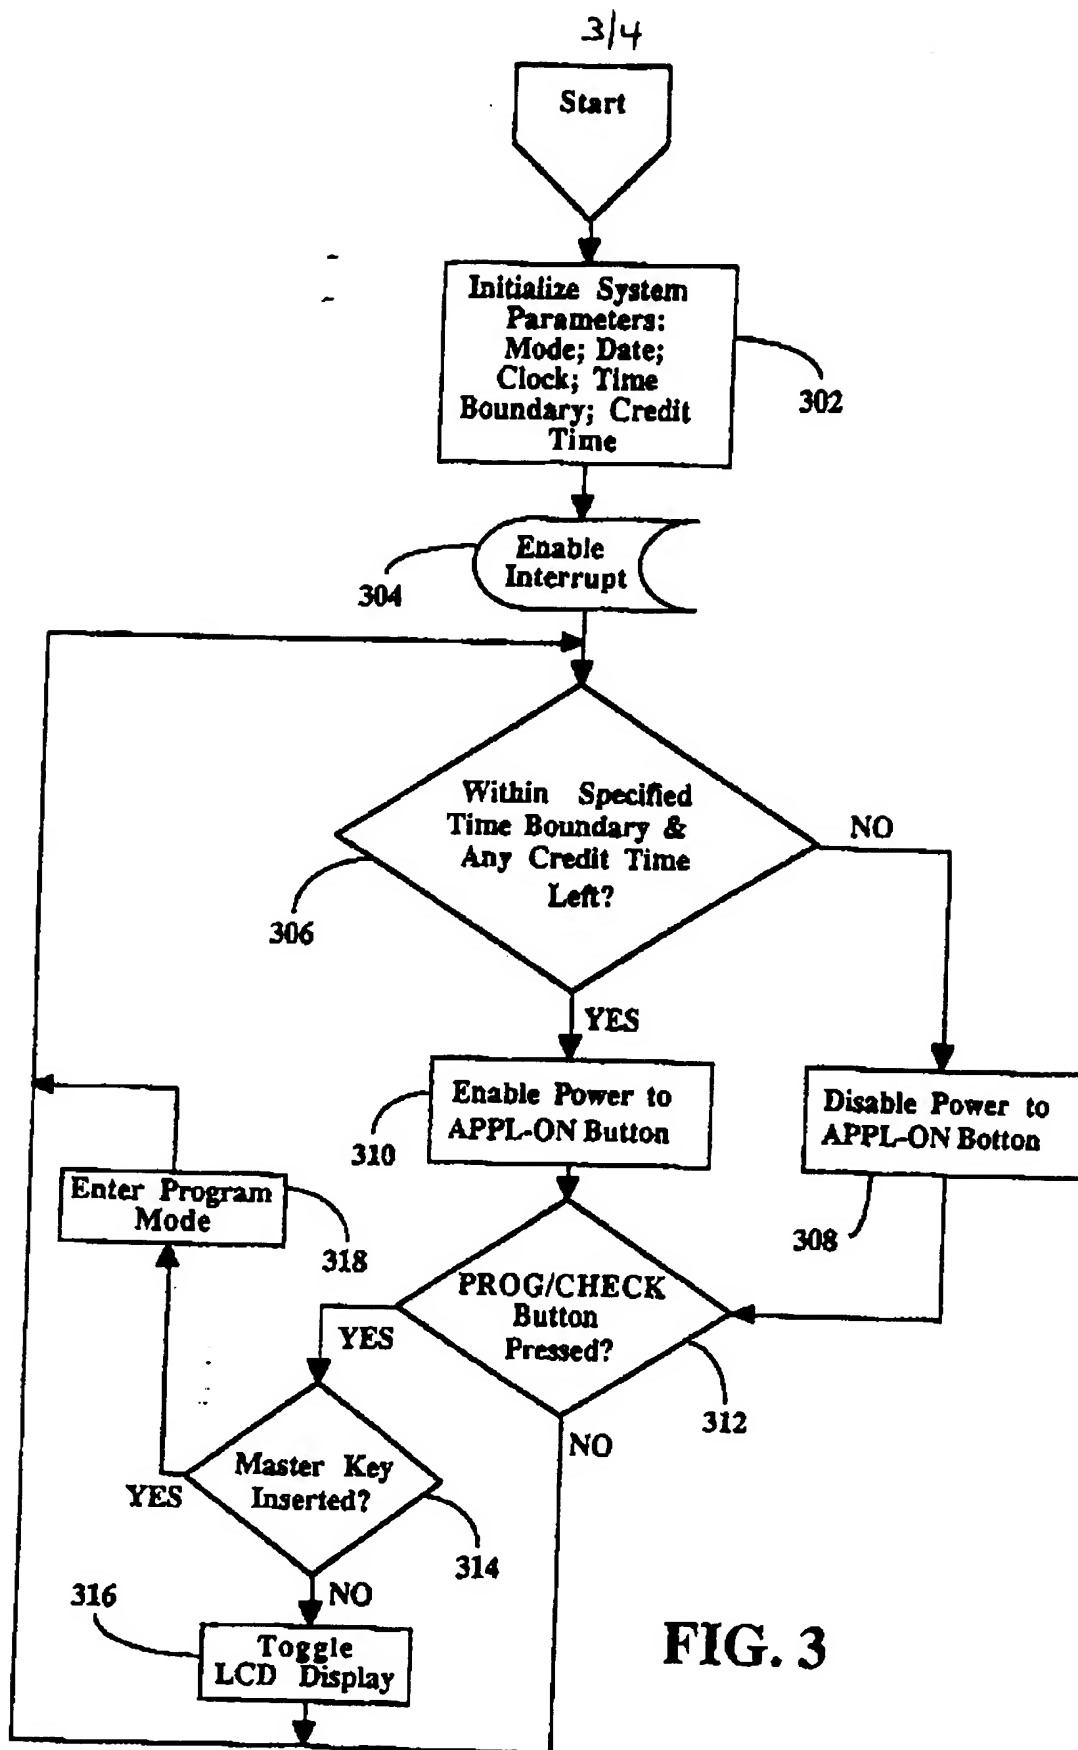 3/4
Start
Initialize System
Parameters:
Mode; Date;
Clock; Time
Boundary; Credit
Time
302
Enable
Interrupt
304
Within Specified
Time Boundary &
Any Credit Time
Left?
NO
306
YES
Enable Power to
APPL-ON Button
310
Disable Power to
APPL-ON Botton
308
Enter Program
Mode
318
PROG/CHECK
Button
Pressed?
YES
312
NO
Master Key
Inserted?
YES
314
NO
316
Toggle
LCD Display
FIG. 3